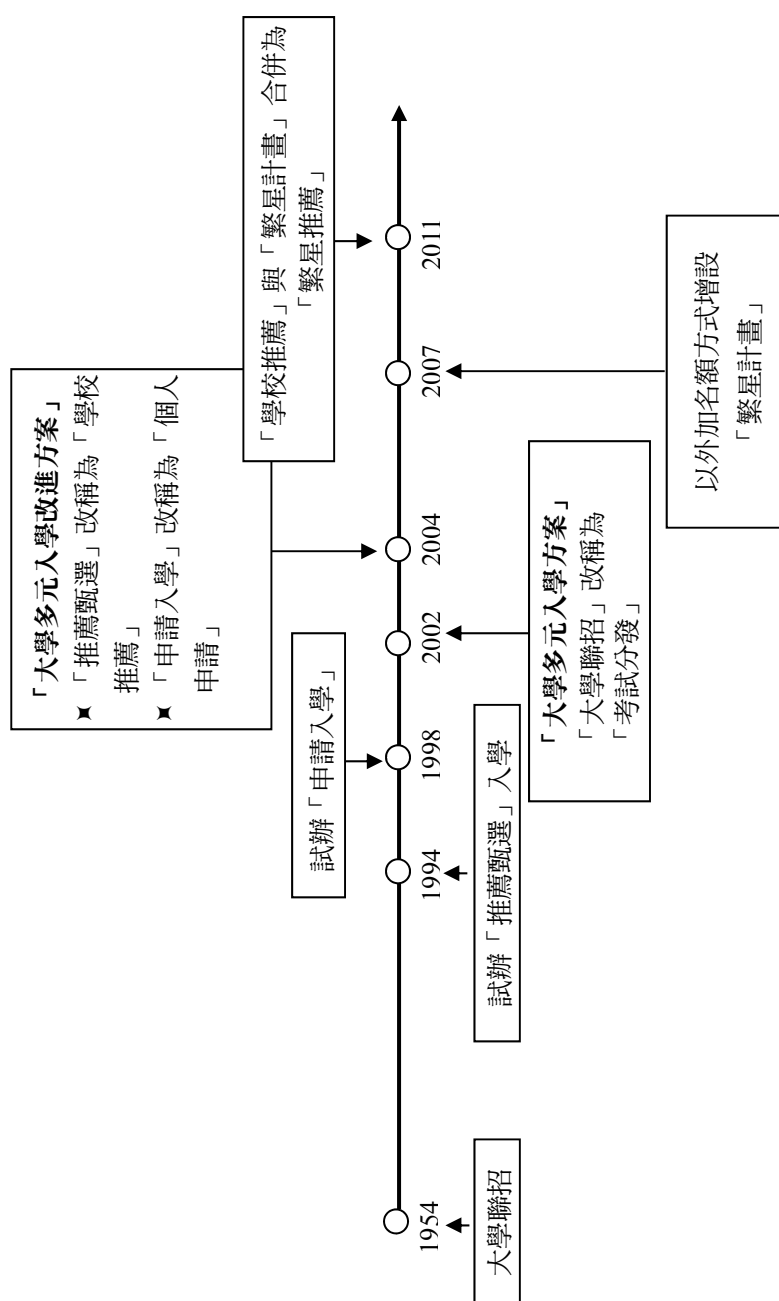 「大學多元入學改進方案」
「推薦甄選」改稱為「學校
推薦」
「申請入學」改稱為「個人
申請」
「學校推薦」與「繁星計畫」合併為
「繁星推薦」
試辦「申請入學」
1954
1994
1998
2002
2004
2007
2011
大學聯招
試辦「推薦甄選」入學
「大學多元入學方案」
「大學聯招」改稱為
「考試分發」
以外加名額方式增設
「繁星計畫」